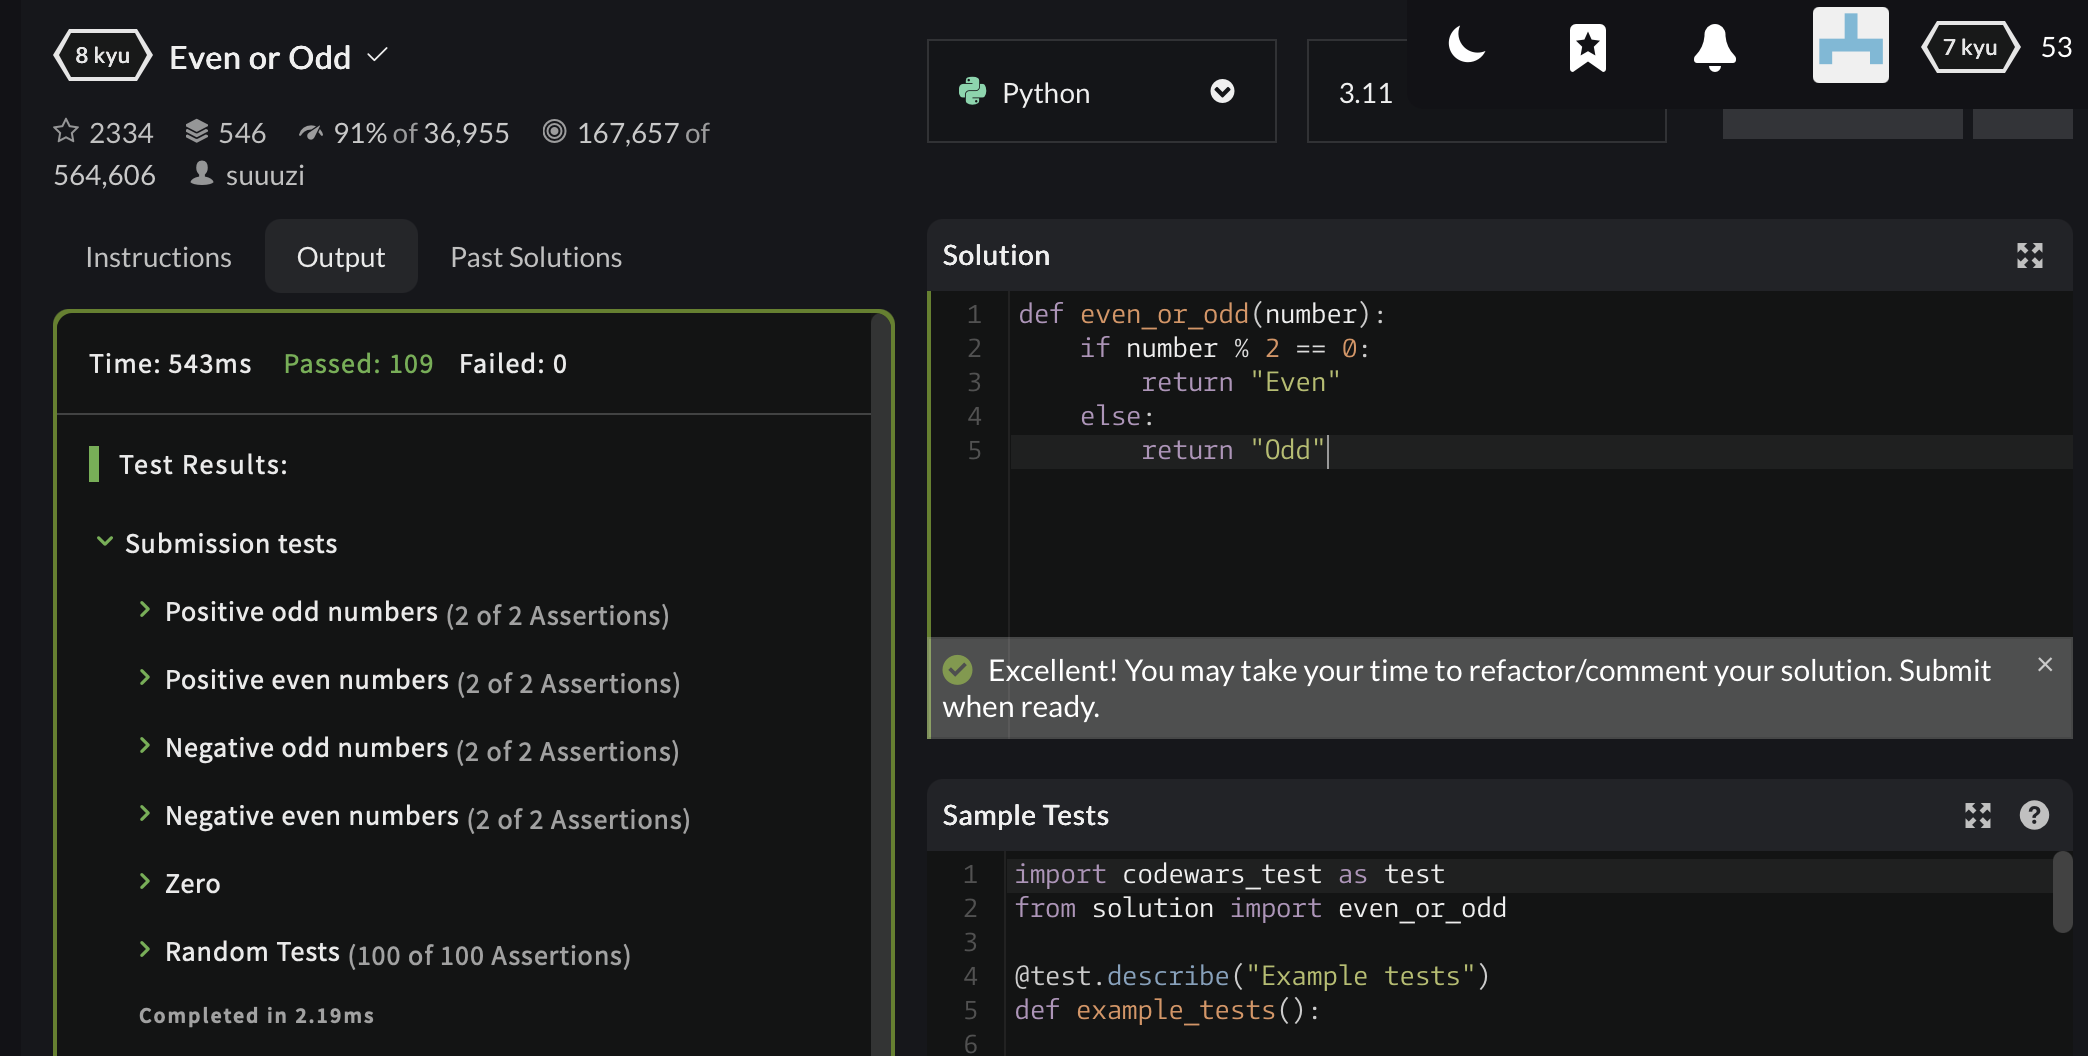 8 kyu Even or Odd
2334 546 91% of 36,955 167,657 of
564,606 suuuzi
Python
3.11
7 kyu 53
Instructions Output Past Solutions
Time: 543ms Passed: 109 Failed: 0
Test Results:
Submission tests
Positive odd numbers (2 of 2 Assertions)
Positive even numbers (2 of 2 Assertions)
Negative odd numbers (2 of 2 Assertions)
Negative even numbers (2 of 2 Assertions)
Zero
Random Tests (100 of 100 Assertions)
Completed in 2.19ms
Solution
1 def even_or_odd(number):
2     if number % 2 == 0:
3         return "Even"
4     else:
5         return "Odd"
Excellent! You may take your time to refactor/comment your solution. Submit
when ready.
Sample Tests
1 import codewars_test as test
2 from solution import even_or_odd
3
4 @test.describe("Example tests")
5 def example_tests():
6